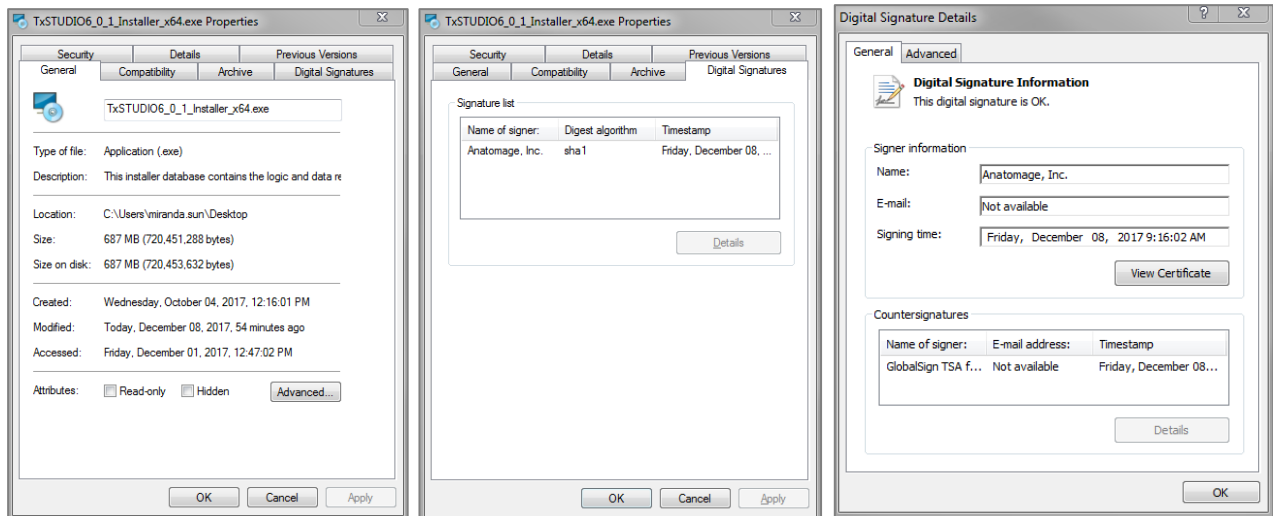 TxSTUDIO6_0_1_Installer_x64.exe Properties
Security Details Previous Versions
General Compatibility Archive Digital Signatures
TxSTUDIO6_0_1_Installer_x64.exe
Type of file: Application (.exe)
Description: This installer database contains the logic and data re
Location: C:\Users\miranda.sun\Desktop
Size: 687 MB (720,451,288 bytes)
Size on disk: 687 MB (720,453,632 bytes)
Created: Wednesday, October 04, 2017, 12:16:01 PM
Modified: Today, December 08, 2017, 54 minutes ago
Accessed: Friday, December 01, 2017, 12:47:02 PM
Attributes: Read-only Hidden Advanced...
OK Cancel Apply
TxSTUDIO6_0_1_Installer_x64.exe Properties
Security Details Previous Versions
General Compatibility Archive Digital Signatures
Signature list
Name of signer: Digest algorithm Timestamp
Anatomage, Inc. sha1 Friday, December 08, ...
Details
OK Cancel Apply
Digital Signature Details
General Advanced
Digital Signature Information
This digital signature is OK.
Signer information
Name: Anatomage, Inc.
E-mail: Not available
Signing time: Friday, December 08, 2017 9:16:02 AM
View Certificate
Countersignatures
Name of signer: E-mail address: Timestamp
GlobalSign TSA f... Not available Friday, December 08...
Details
OK